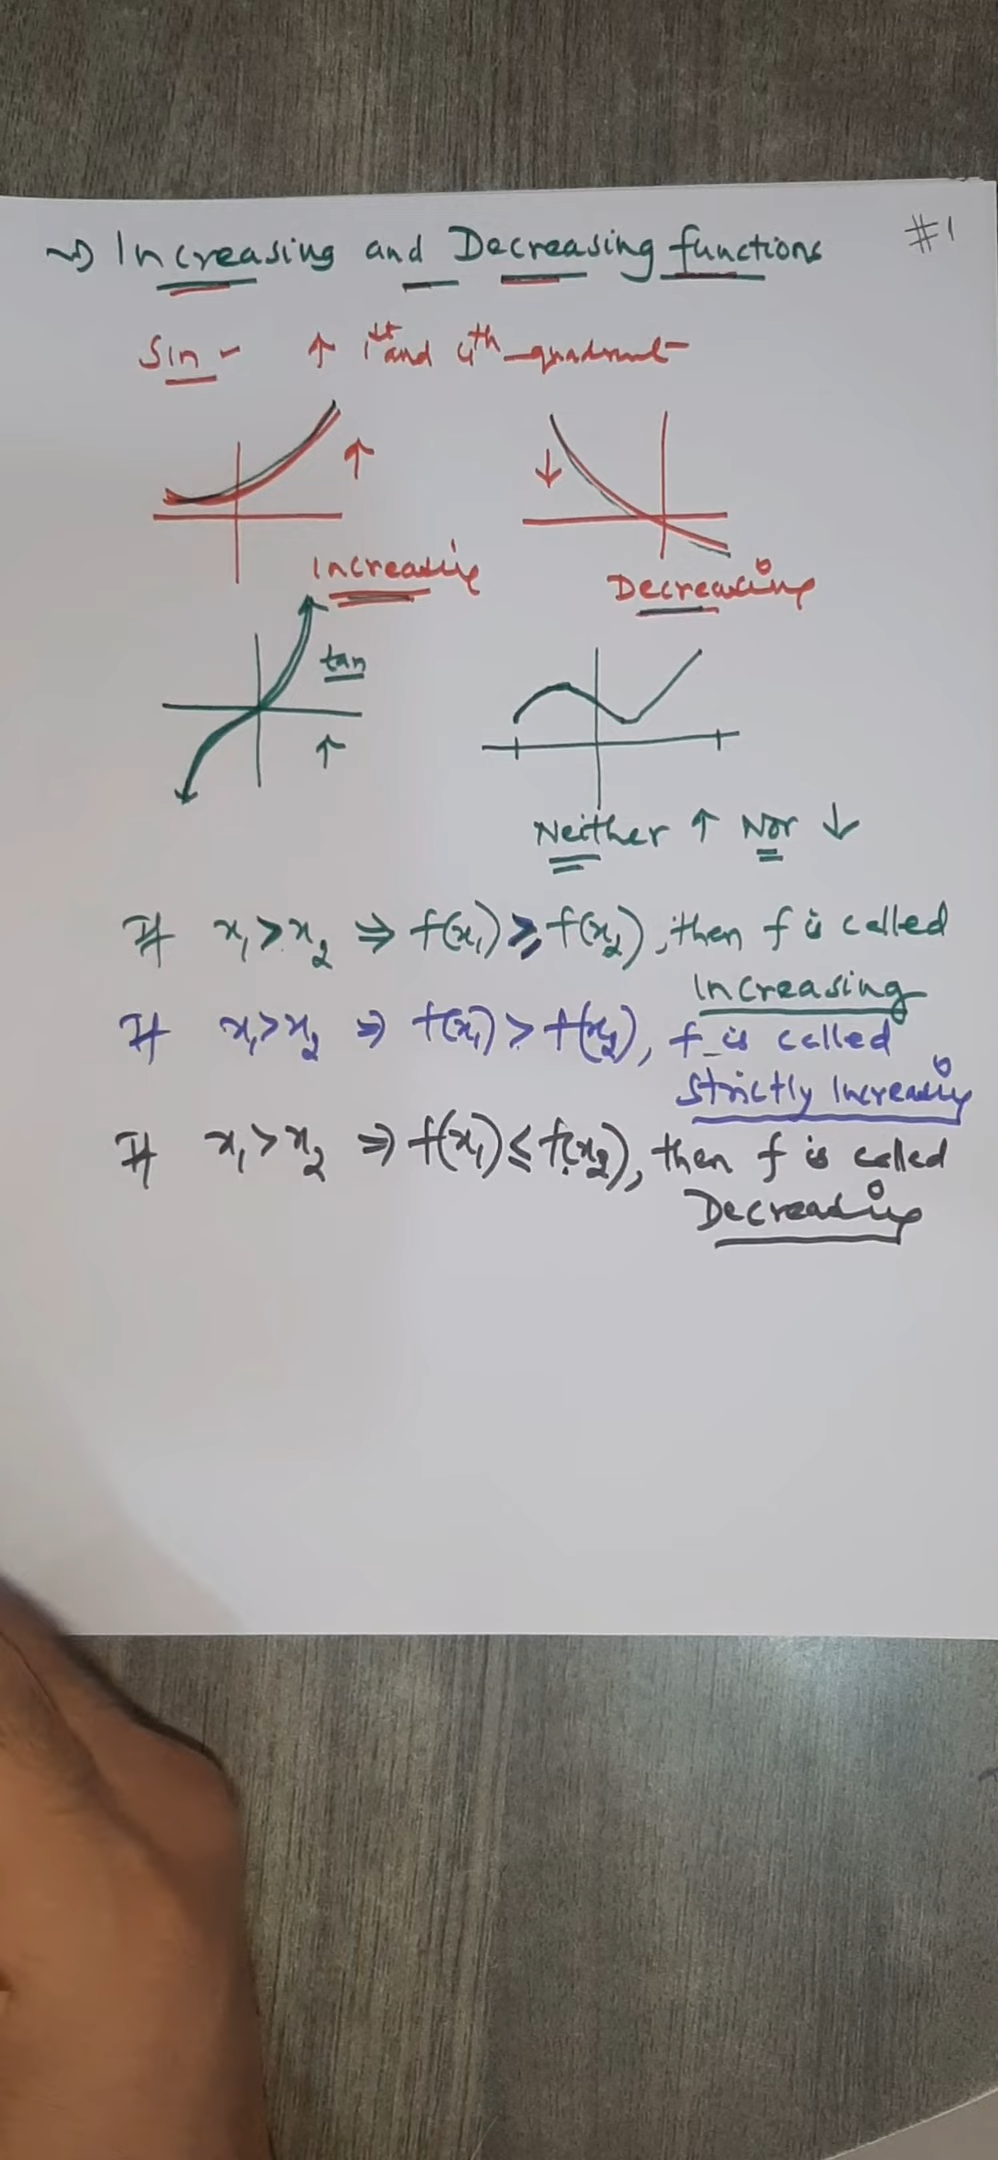 Increasing and Decreasing functions #1
Sin - ↑ 1st and 4th quadrant
↑ ↓
Increasing Decreasing
tan
↑
Neither ↑ Nor ↓
If x₁>x₂ ⇒ f(x₁) ≥ f(x₂), then f is called
Increasing
If x₁>x₂ ⇒ f(x₁) > f(x₂), f is called
Strictly Increasing
If x₁>x₂ ⇒ f(x₁) ≤ f(x₂), then f is called
Decreasing